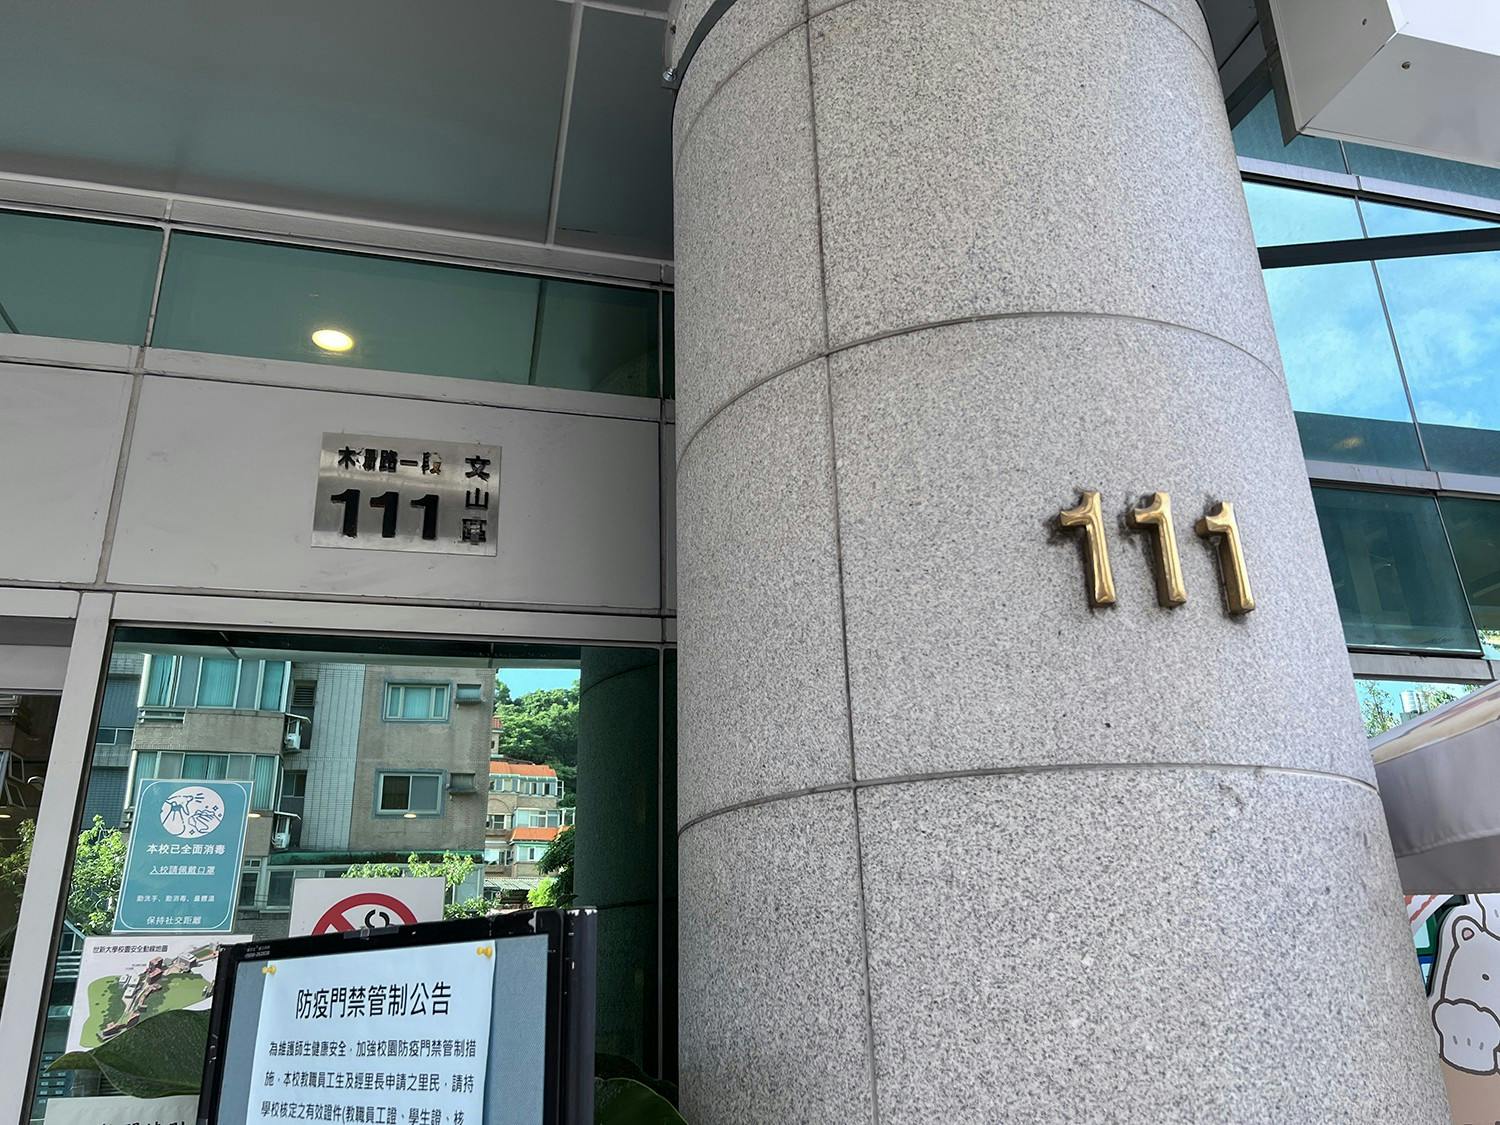 木柵路一段
111
文山區
111
本校已全面消毒
入校請佩戴口罩
勤洗手、勤消毒、量體溫
保持社交距離
世新大學校園安全動線地圖
防疫門禁管制公告
為維護師生健康安全，加強校園防疫門禁管制措
施，本校教職員工生及經里長申請之里民，請持
學校核定之有效證件(教職員工證、學生證、核